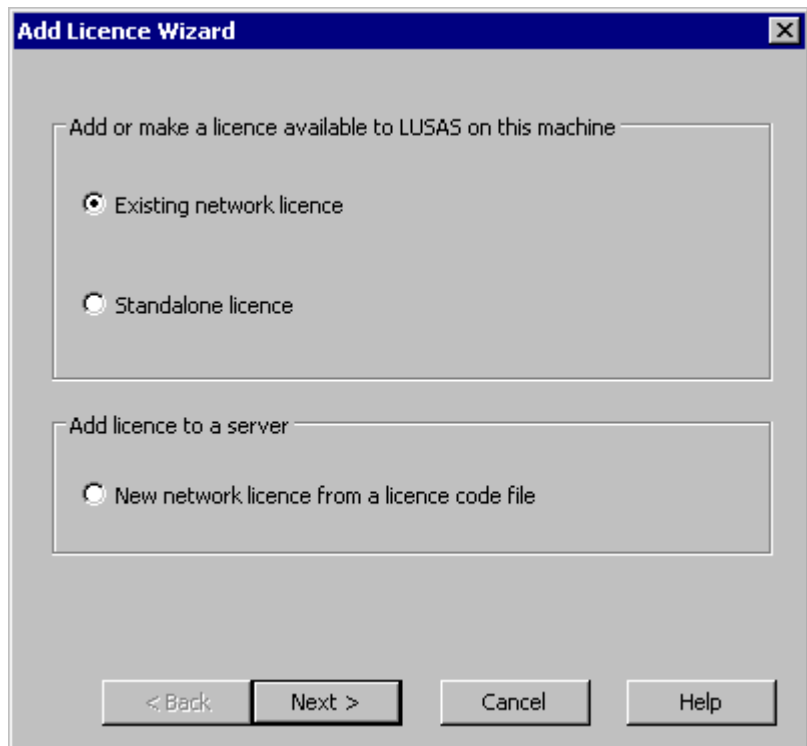 Add Licence Wizard
Add or make a licence available to LUSAS on this machine
Existing network licence
Standalone licence
Add licence to a server
New network licence from a licence code file
< Back Next > Cancel Help